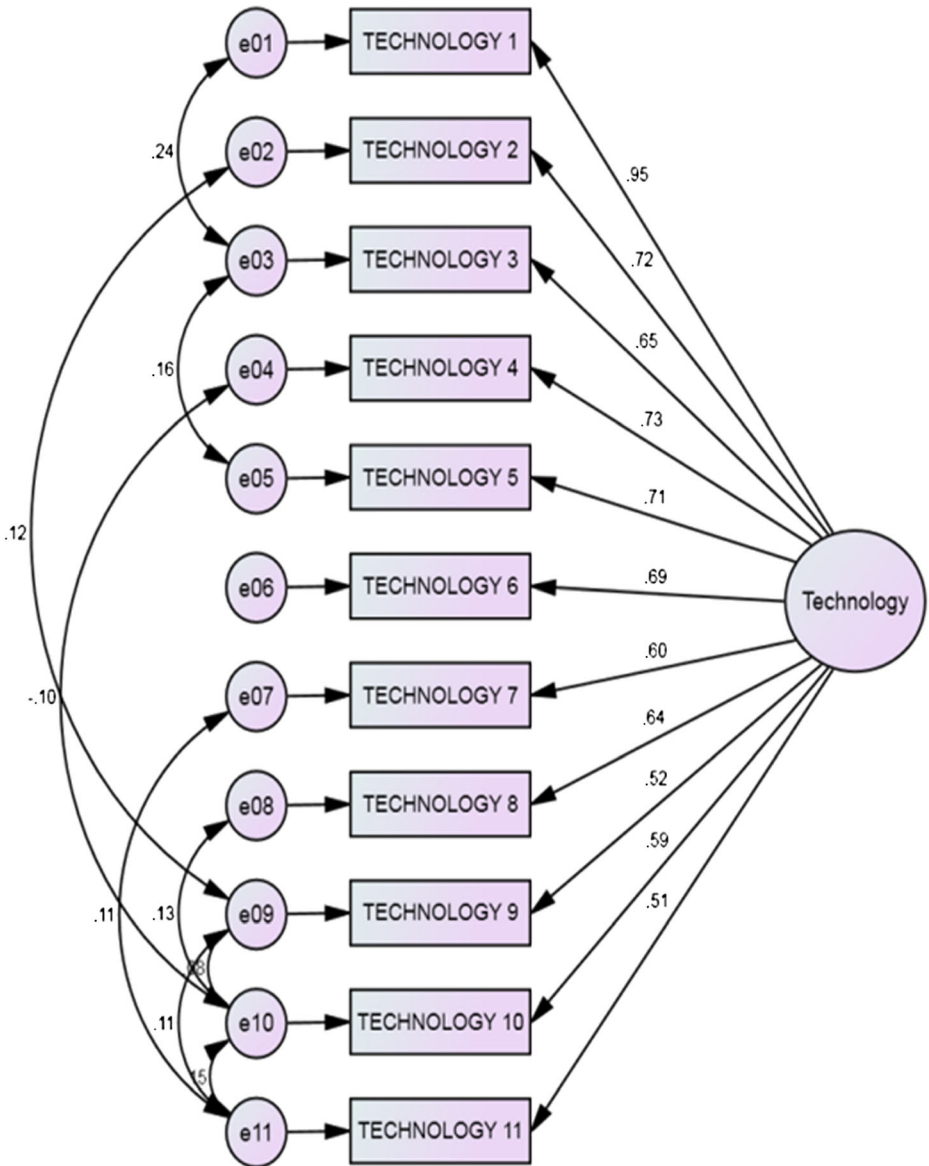 e01 TECHNOLOGY 1
.95
.24 e02 TECHNOLOGY 2
.72
e03 TECHNOLOGY 3
.65
.16 e04 TECHNOLOGY 4
.73
e05 TECHNOLOGY 5
.71
.12
e06 TECHNOLOGY 6
.69
Technology
.60
-.10 e07 TECHNOLOGY 7
.64
e08 TECHNOLOGY 8
.52
.59
.11 .13 e09 TECHNOLOGY 9
.51
.11 e10 TECHNOLOGY 10
e11 TECHNOLOGY 11